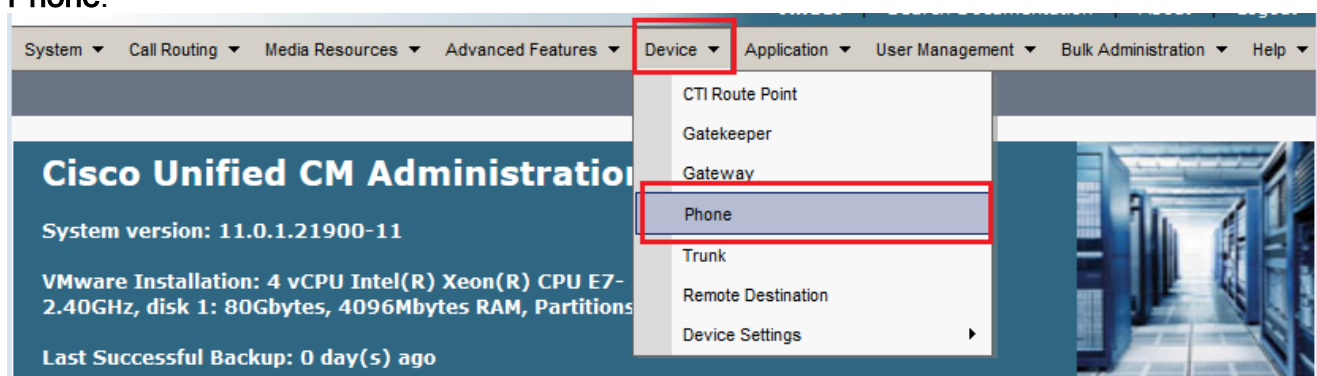 Phone.
System Call Routing Media Resources Advanced Features Device Application User Management Bulk Administration Help
CTI Route Point
Gatekeeper
Gateway
Phone
Trunk
Remote Destination
Device Settings
Cisco Unified CM Administration
System version: 11.0.1.21900-11
VMware Installation: 4 vCPU Intel(R) Xeon(R) CPU E7-
2.40GHz, disk 1: 80Gbytes, 4096Mbytes RAM, Partitions
Last Successful Backup: 0 day(s) ago